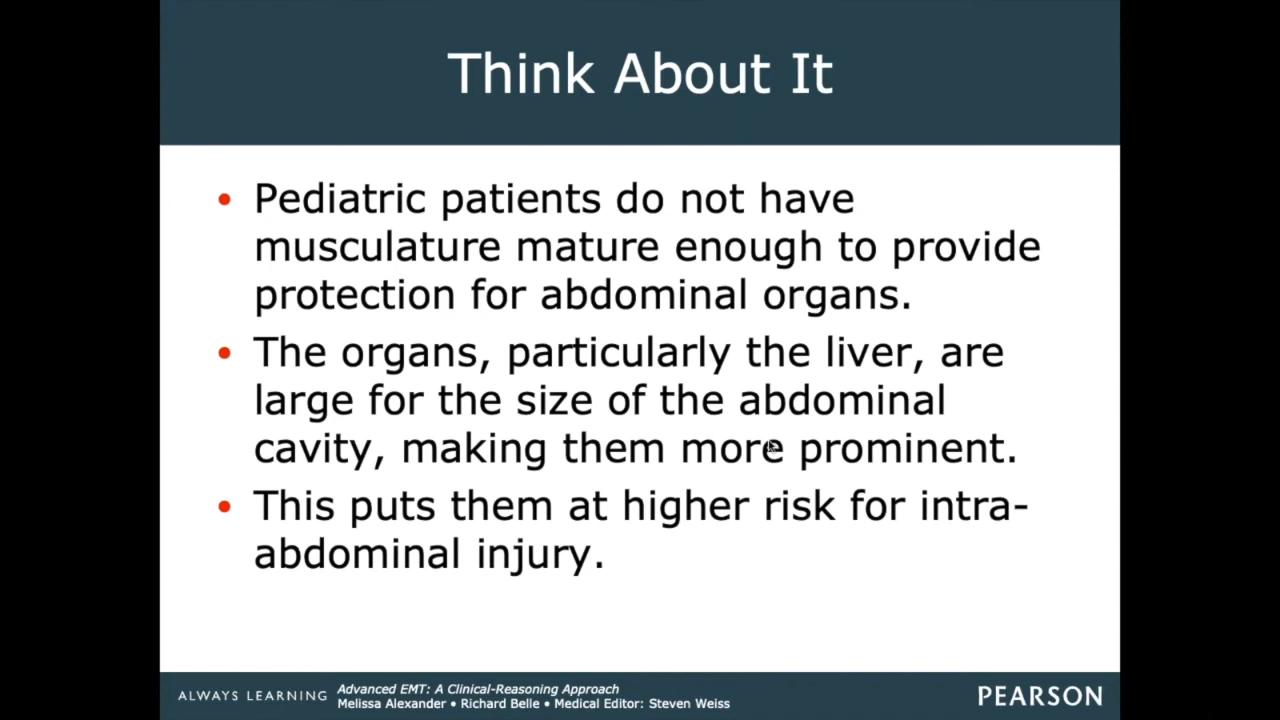 Think About It
• Pediatric patients do not have
musculature mature enough to provide
protection for abdominal organs.
• The organs, particularly the liver, are
large for the size of the abdominal
cavity, making them more prominent.
• This puts them at higher risk for intra-
abdominal injury.
ALWAYS LEARNING
Advanced EMT: A Clinical-Reasoning Approach
Melissa Alexander • Richard Belle • Medical Editor: Steven Weiss
PEARSON